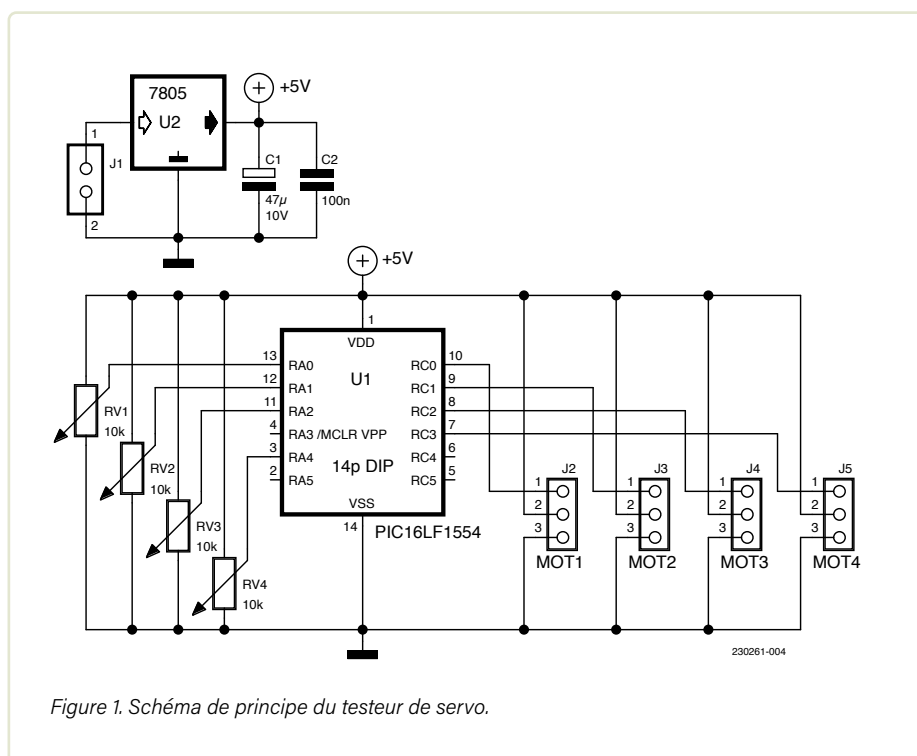 +5V
7805
U2
1
J1
2
C1
47µ
10V
C2
100n
+5V
1
VDD
13
RA0
U1
RC0
10
12
RA1
RC1
9
11
RA2
RC2
8
4
RA3 /MCLR VPP
RC3
7
3
RA4
14p DIP
RC4
6
2
RA5
RC5
5
VSS
14
PIC16LF1554
RV1
10k
RV2
10k
RV3
10k
RV4
10k
J2
1
2
3
MOT1
J3
1
2
3
MOT2
J4
1
2
3
MOT3
J5
1
2
3
MOT4
230261-004
Figure 1. Schéma de principe du testeur de servo.